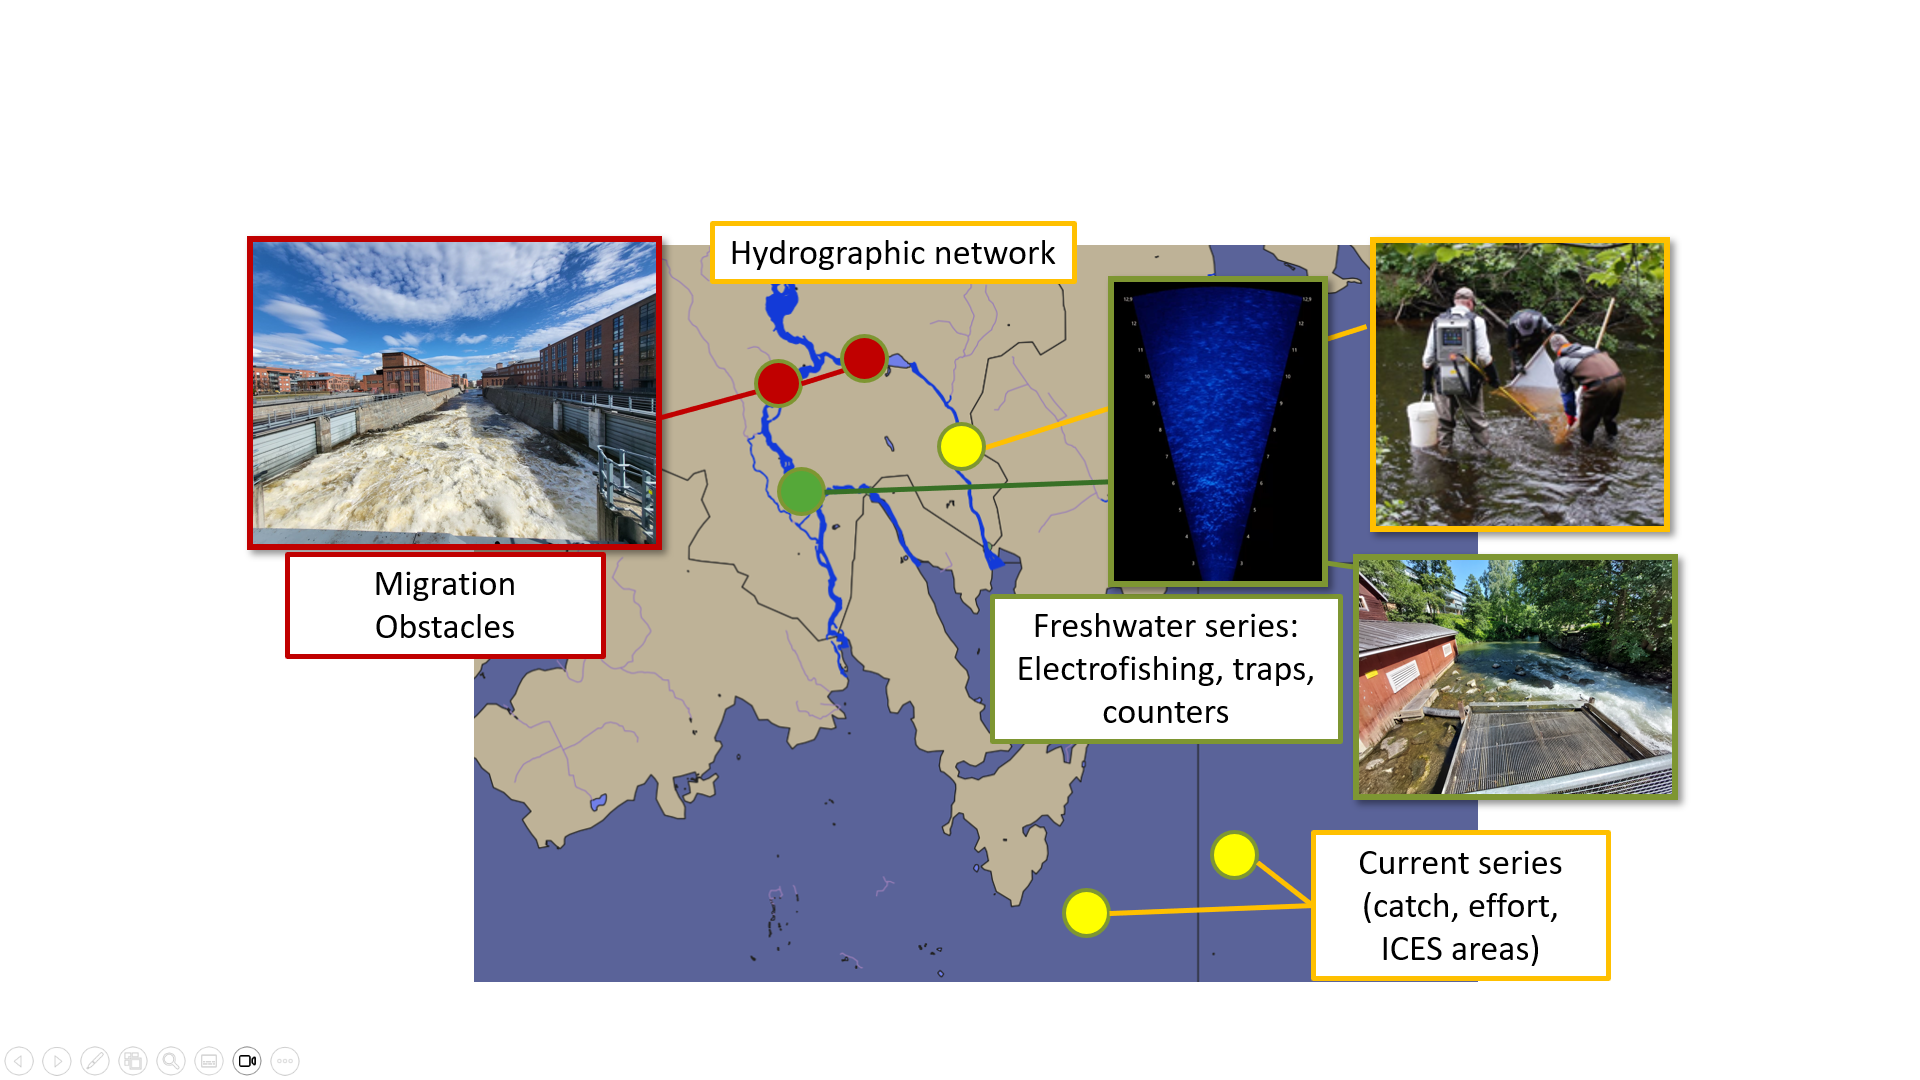 Hydrographic network
Migration
Obstacles
Freshwater series:
Electrofishing, traps,
counters
Current series
(catch, effort,
ICES areas)